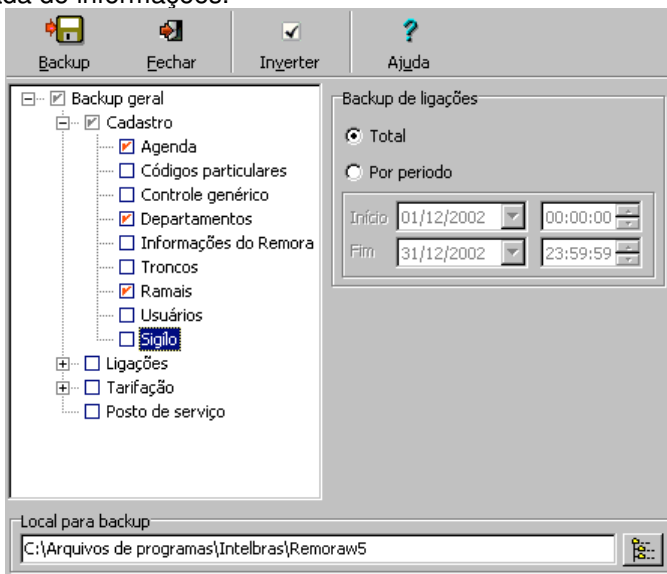 de informações.
Backup Fechar Inverter Ajuda
Backup geral
Cadastro
Agenda
Códigos particulares
Controle genérico
Departamentos
Informações do Remora
Troncos
Ramais
Usuários
Sigilo
Ligações
Tarifação
Posto de serviço
Backup de ligações
Total
Por periodo
Início 01/12/2002 00:00:00
Fim 31/12/2002 23:59:59
Local para backup
C:\Arquivos de programas\Intelbras\Remoraw5